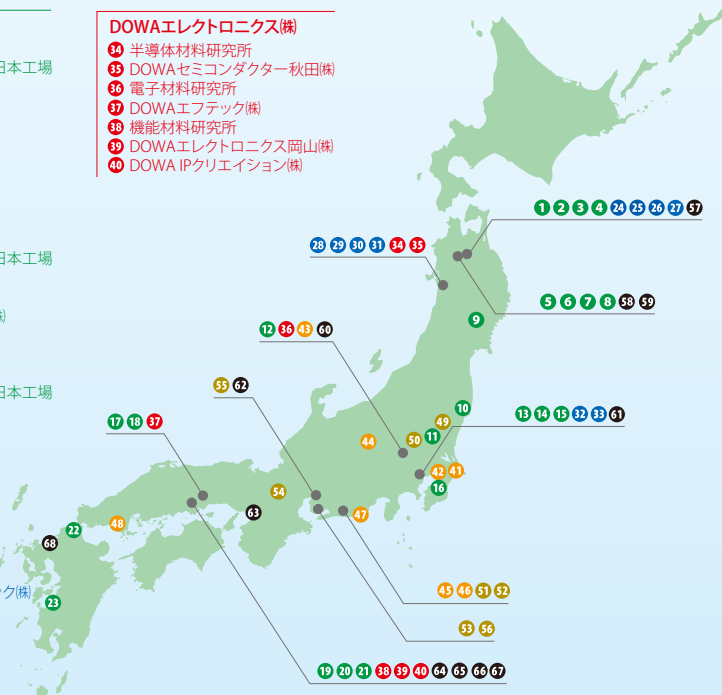 DOWAエレクトロニクス(株)
34 半導体材料研究所
35 DOWAセミコンダクター秋田(株)
36 電子材料研究所
37 DOWAエフテック(株)
38 機能材料研究所
39 DOWAエレクトロニクス岡山(株)
40 DOWA IPクリエイション(株)
日本工場
日本工場
(株)
日本工場
ック(株)
1 2 3 4 24 25 26 27 57
28 29 30 31 34 35
5 6 7 8 58 59
9
12 36 43 60
55 62
10
13 14 15 32 33 61
17 18 37
49
44
50
11
42
41
16
54
63
47
48
22
68
23
45 46 51 52
53 56
19 20 21 38 39 40 64 65 66 67